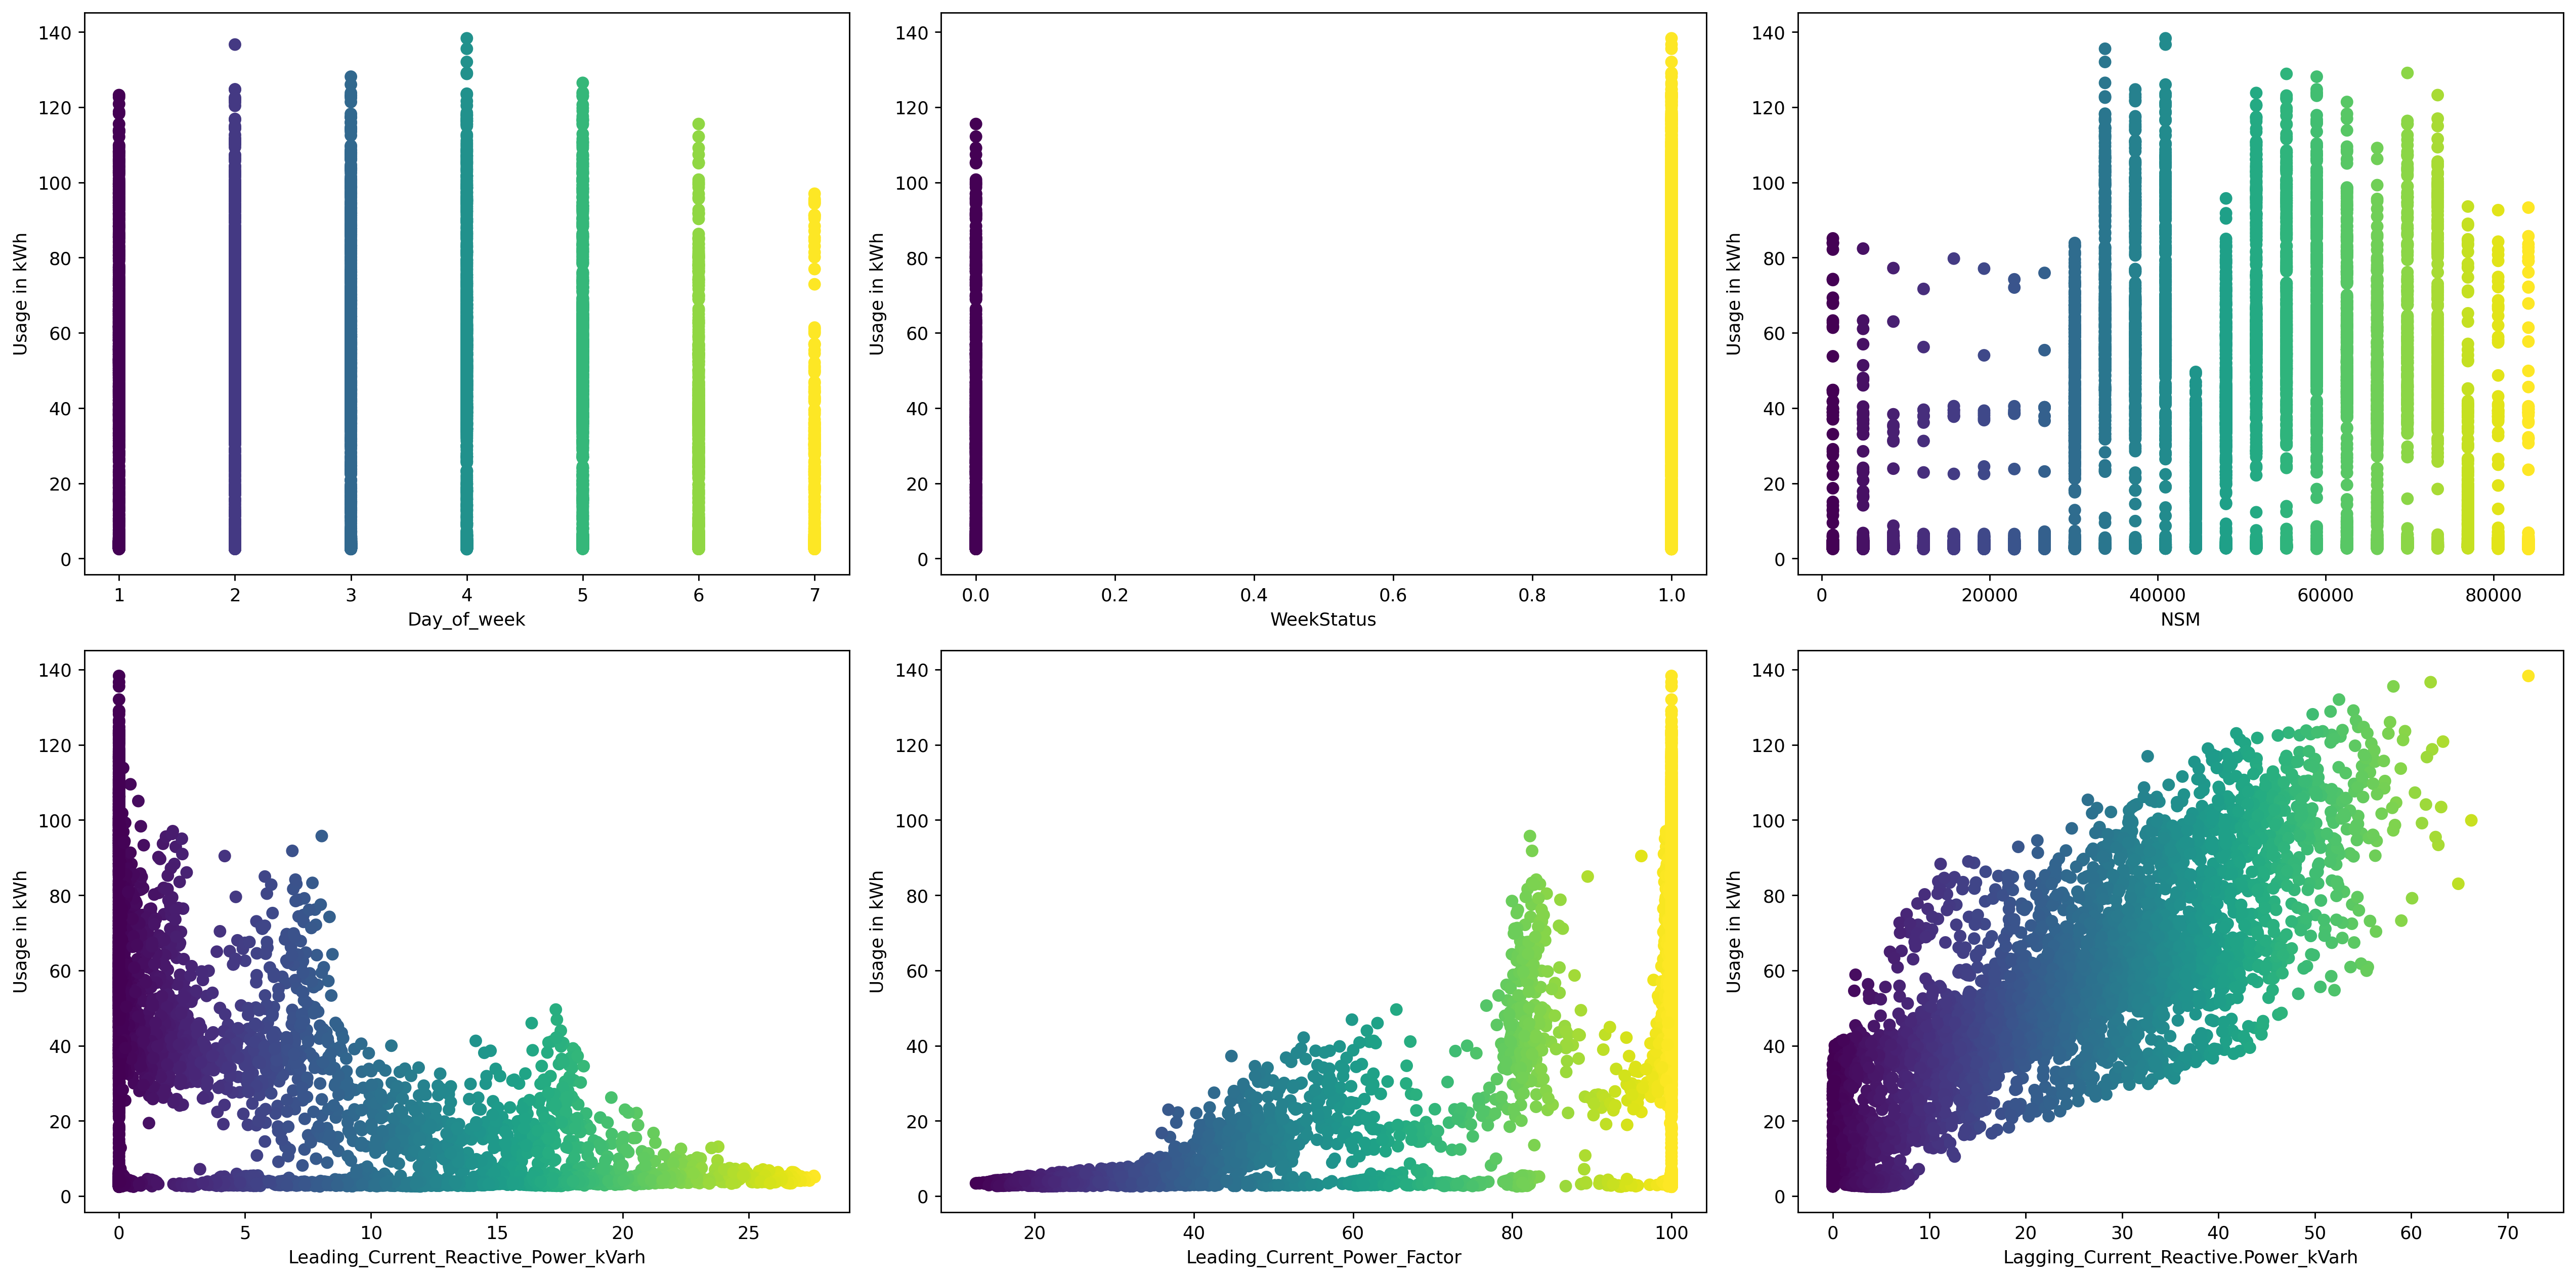 140
120
100
80
60
40
20
0
Usage in kWh
1 2 3 4 5 6 7
Day_of_week
140
120
100
80
60
40
20
0
Usage in kWh
0.0 0.2 0.4 0.6 0.8 1.0
WeekStatus
140
120
100
80
60
40
20
0
Usage in kWh
0 20000 40000 60000 80000
NSM
140
120
100
80
60
40
20
0
Usage in kWh
0 5 10 15 20 25
Leading_Current_Reactive_Power_kVarh
140
120
100
80
60
40
20
0
Usage in kWh
20 40 60 80 100
Leading_Current_Power_Factor
140
120
100
80
60
40
20
0
Usage in kWh
0 10 20 30 40 50 60 70
Lagging_Current_Reactive.Power_kVarh